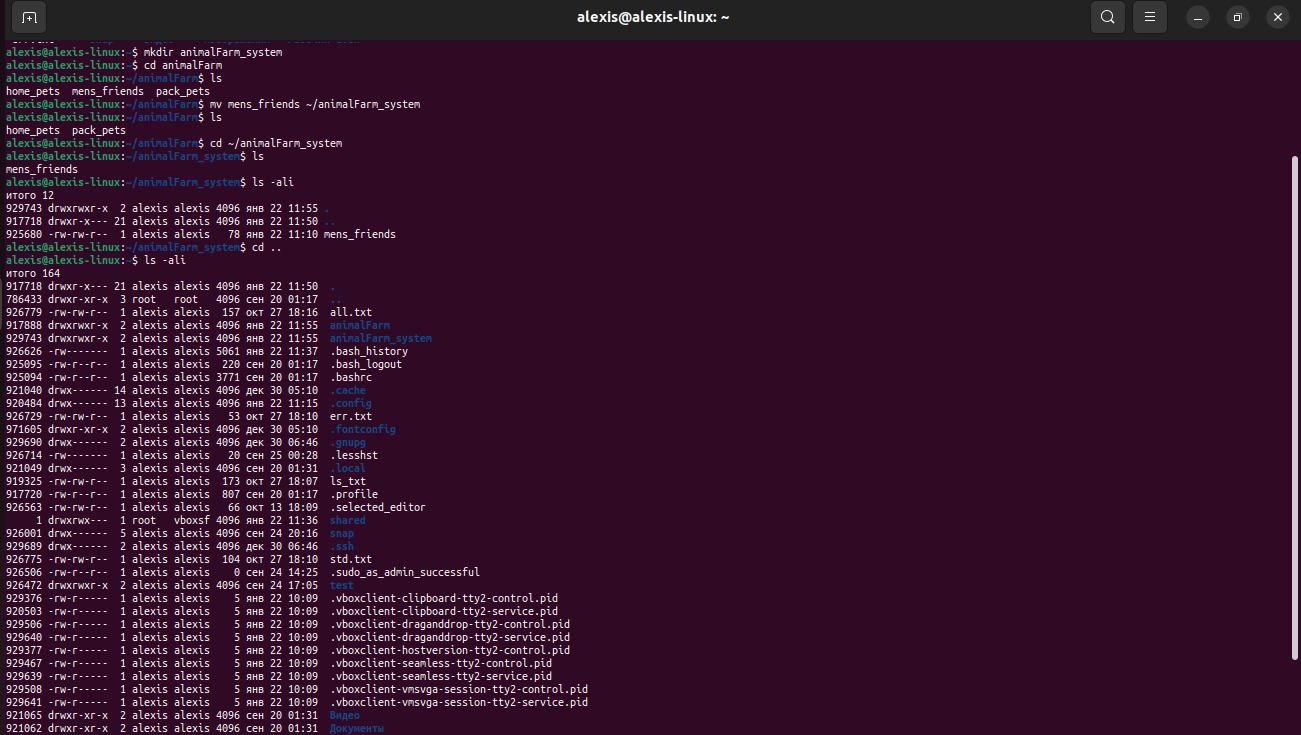 alexis@alexis-linux: ~
alexis@alexis-linux:~$ mkdir animalFarm_system
alexis@alexis-linux:~$ cd animalFarm
alexis@alexis-linux:~/animalFarm$ ls
home_pets  mens_friends  pack_pets
alexis@alexis-linux:~/animalFarm$ mv mens_friends ~/animalFarm_system
alexis@alexis-linux:~/animalFarm$ ls
home_pets  pack_pets
alexis@alexis-linux:~/animalFarm$ cd ~/animalFarm_system
alexis@alexis-linux:~/animalFarm_system$ ls
mens_friends
alexis@alexis-linux:~/animalFarm_system$ ls -ali
итого 12
929743 drwxrwxr-x  2 alexis alexis 4096 янв 22 11:55 .
917718 drwxr-x--- 21 alexis alexis 4096 янв 22 11:50 ..
925680 -rw-rw-r--  1 alexis alexis   78 янв 22 11:10 mens_friends
alexis@alexis-linux:~/animalFarm_system$ cd ..
alexis@alexis-linux:~$ ls -ali
итого 164
917718 drwxr-x--- 21 alexis alexis 4096 янв 22 11:50  .
786433 drwxr-xr-x  3 root   root   4096 сен 20 01:17  ..
926779 -rw-rw-r--  1 alexis alexis  157 окт 27 18:16  all.txt
917888 drwxrwxr-x  2 alexis alexis 4096 янв 22 11:55  animalFarm
929743 drwxrwxr-x  2 alexis alexis 4096 янв 22 11:55  animalFarm_system
926626 -rw-------  1 alexis alexis 5061 янв 22 11:37  .bash_history
925095 -rw-r--r--  1 alexis alexis  220 сен 20 01:17  .bash_logout
925094 -rw-r--r--  1 alexis alexis 3771 сен 20 01:17  .bashrc
921040 drwx------ 14 alexis alexis 4096 дек 30 05:10  .cache
920484 drwx------ 13 alexis alexis 4096 янв 22 11:15  .config
926729 -rw-rw-r--  1 alexis alexis   53 окт 27 18:10  err.txt
971605 drwxr-xr-x  2 alexis alexis 4096 дек 30 05:10  .fontconfig
929690 drwx------  2 alexis alexis 4096 дек 30 06:46  .gnupg
926714 -rw-------  1 alexis alexis   20 сен 25 00:28  .lesshst
921049 drwx------  3 alexis alexis 4096 сен 20 01:31  .local
919325 -rw-rw-r--  1 alexis alexis  173 окт 27 18:07  ls_txt
917720 -rw-r--r--  1 alexis alexis  807 сен 20 01:17  .profile
926563 -rw-rw-r--  1 alexis alexis   66 окт 13 18:09  .selected_editor
     1 drwxrwx---  1 root   vboxsf 4096 янв 22 11:36  shared
926001 drwx------  5 alexis alexis 4096 сен 24 20:16  snap
929689 drwx------  2 alexis alexis 4096 дек 30 06:46  .ssh
926775 -rw-rw-r--  1 alexis alexis  104 окт 27 18:10  std.txt
926506 -rw-r--r--  1 alexis alexis    0 сен 24 14:25  .sudo_as_admin_successful
926472 drwxrwxr-x  2 alexis alexis 4096 сен 24 17:05  test
929376 -rw-r-----  1 alexis alexis    5 янв 22 10:09  .vboxclient-clipboard-tty2-control.pid
920503 -rw-r-----  1 alexis alexis    5 янв 22 10:09  .vboxclient-clipboard-tty2-service.pid
929506 -rw-r-----  1 alexis alexis    5 янв 22 10:09  .vboxclient-draganddrop-tty2-control.pid
929640 -rw-r-----  1 alexis alexis    5 янв 22 10:09  .vboxclient-draganddrop-tty2-service.pid
929377 -rw-r-----  1 alexis alexis    5 янв 22 10:09  .vboxclient-hostversion-tty2-control.pid
929467 -rw-r-----  1 alexis alexis    5 янв 22 10:09  .vboxclient-seamless-tty2-control.pid
929639 -rw-r-----  1 alexis alexis    5 янв 22 10:09  .vboxclient-seamless-tty2-service.pid
929508 -rw-r-----  1 alexis alexis    5 янв 22 10:09  .vboxclient-vmsvga-session-tty2-control.pid
929641 -rw-r-----  1 alexis alexis    5 янв 22 10:09  .vboxclient-vmsvga-session-tty2-service.pid
921065 drwxr-xr-x  2 alexis alexis 4096 сен 20 01:31  Видео
921062 drwxr-xr-x  2 alexis alexis 4096 сен 20 01:31  Документы